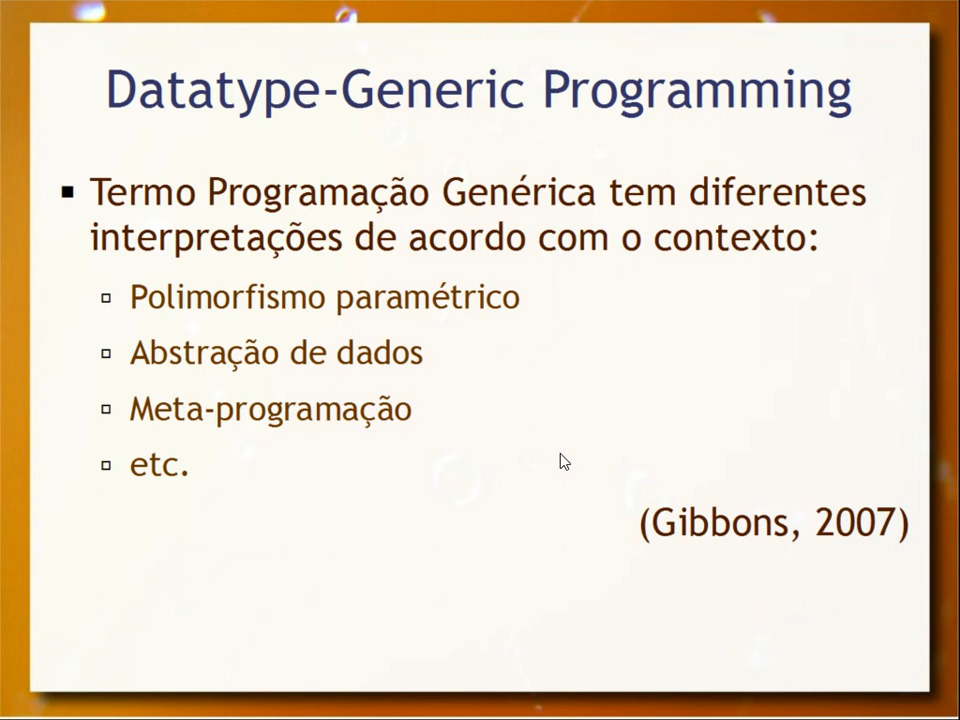 Datatype-Generic Programming
Termo Programação Genérica tem diferentes
interpretações de acordo com o contexto:
Polimorfismo paramétrico
Abstração de dados
Meta-programação
etc.
(Gibbons, 2007)